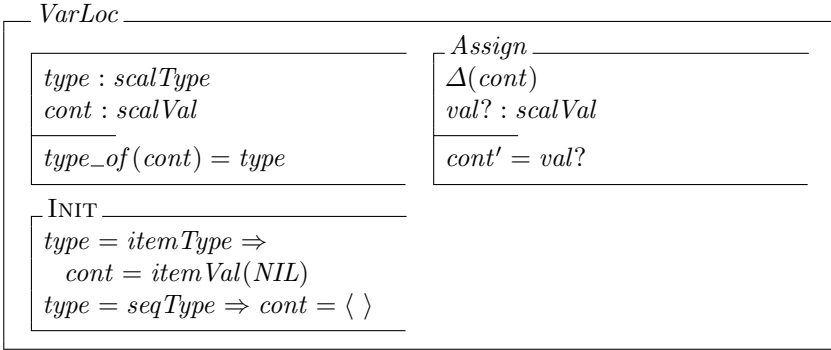 VarLoc
type : scalType
cont : scalVal
type_of(cont) = type
Assign
Δ(cont)
val? : scalVal
cont′ = val?
INIT
type = itemType ⇒
cont = itemVal(NIL)
type = seqType ⇒ cont = ⟨ ⟩